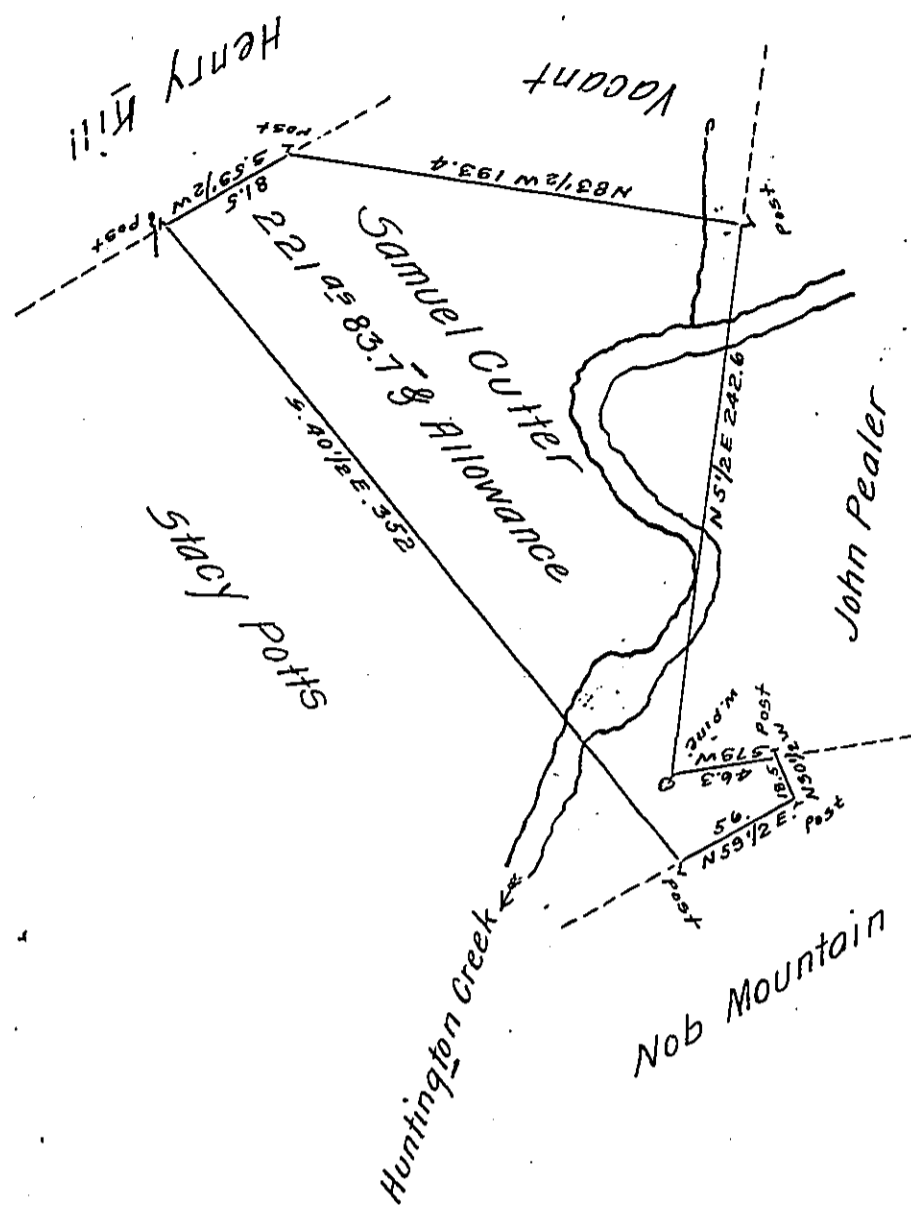 Henry Hill
Vacant
Post
S.59½W
81.5
post
N83½W 193.4
post.
Samuel Cutter
221 as 83.7 & Allowance
S.40½E.352
N5½E 242.6
Stacy Potts
John Pealer
w.pine.
S79W
46.3
post
N30½W
18.5
post
56.
N59½E.
post
Huntington Creek
Nob Mountain